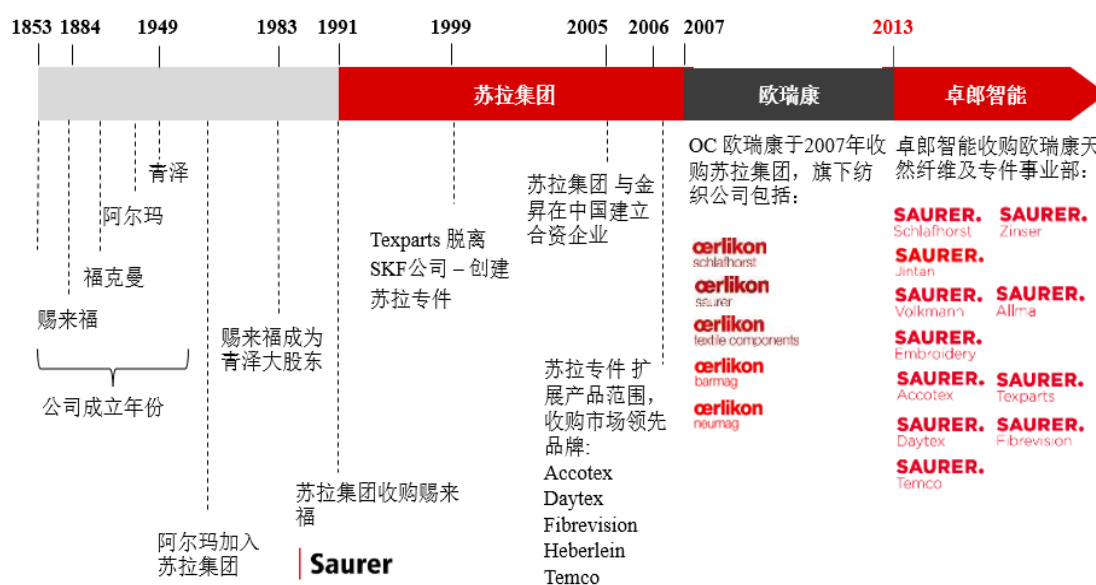 1853 1884 1949 1983 1991 1999 2005 2006 2007 2013
苏拉集团 欧瑞康 卓郎智能
青泽
阿尔玛
福克曼
赐来福
公司成立年份
阿尔玛加入
苏拉集团
赐来福成为
青泽大股东
苏拉集团收购赐来
福
Saurer
Texparts 脱离
SKF公司 – 创建
苏拉专件
苏拉集团 与金
昇在中国建立
合资企业
苏拉专件 扩
展产品范围，
收购市场领先
品牌:
Accotex
Daytex
Fibrevision
Heberlein
Temco
OC 欧瑞康于2007年收
购苏拉集团，旗下纺
织公司包括：
œrlikon
schlafhorst
œrlikon
saurer
œrlikon
textile components
œrlikon
barmag
œrlikon
neumag
卓郎智能收购欧瑞康天
然纤维及专件事业部：
SAURER. SAURER.
Schlafhorst Zinser
SAURER.
Jintan
SAURER. SAURER.
Volkmann Allma
SAURER.
Embroidery
SAURER. SAURER.
Accotex Texparts
SAURER. SAURER.
Daytex Fibrevision
SAURER.
Temco